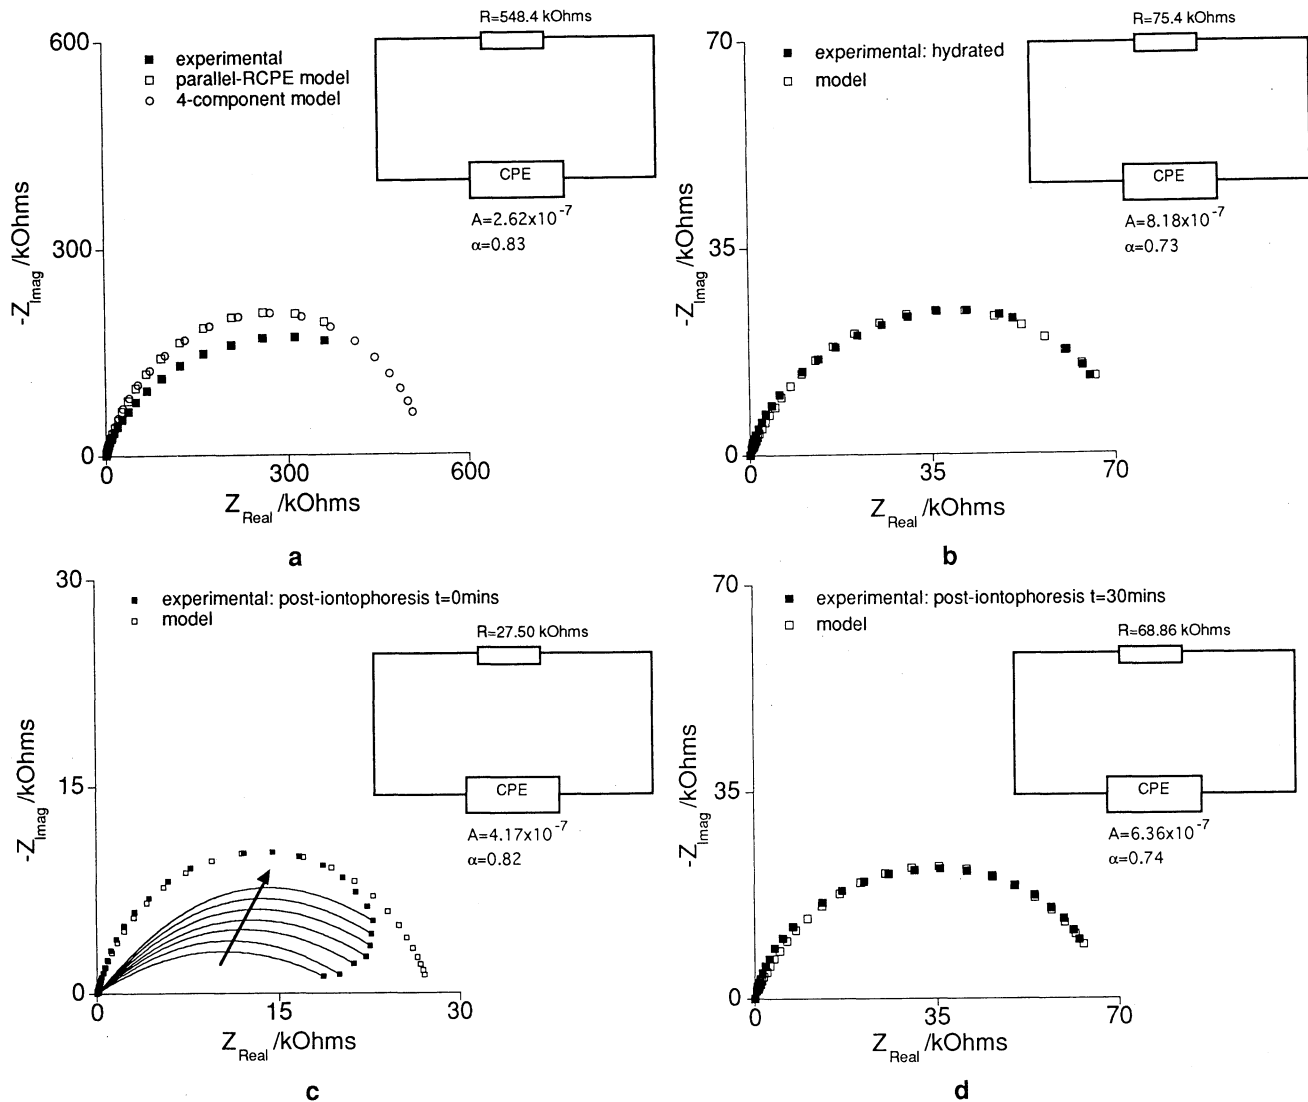 R=548.4 kOhms
600
■ experimental
□ parallel-RCPE model
○ 4-component model
CPE
A=2.62x10⁻⁷
α=0.83
-Z_Imag /kOhms
300
0
0 300 600
Z_Real /kOhms
a
R=75.4 kOhms
70
■ experimental: hydrated
□ model
CPE
A=8.18x10⁻⁷
α=0.73
-Z_Imag /kOhms
35
0
0 35 70
Z_Real /kOhms
b
30
■ experimental: post-iontophoresis t=0mins
□ model
R=27.50 kOhms
CPE
A=4.17x10⁻⁷
α=0.82
-Z_Imag /kOhms
15
0
0 15 30
Z_Real /kOhms
c
70
■ experimental: post-iontophoresis t=30mins
□ model
R=68.86 kOhms
CPE
A=6.36x10⁻⁷
α=0.74
-Z_Imag /kOhms
35
0
0 35 70
Z_Real /kOhms
d